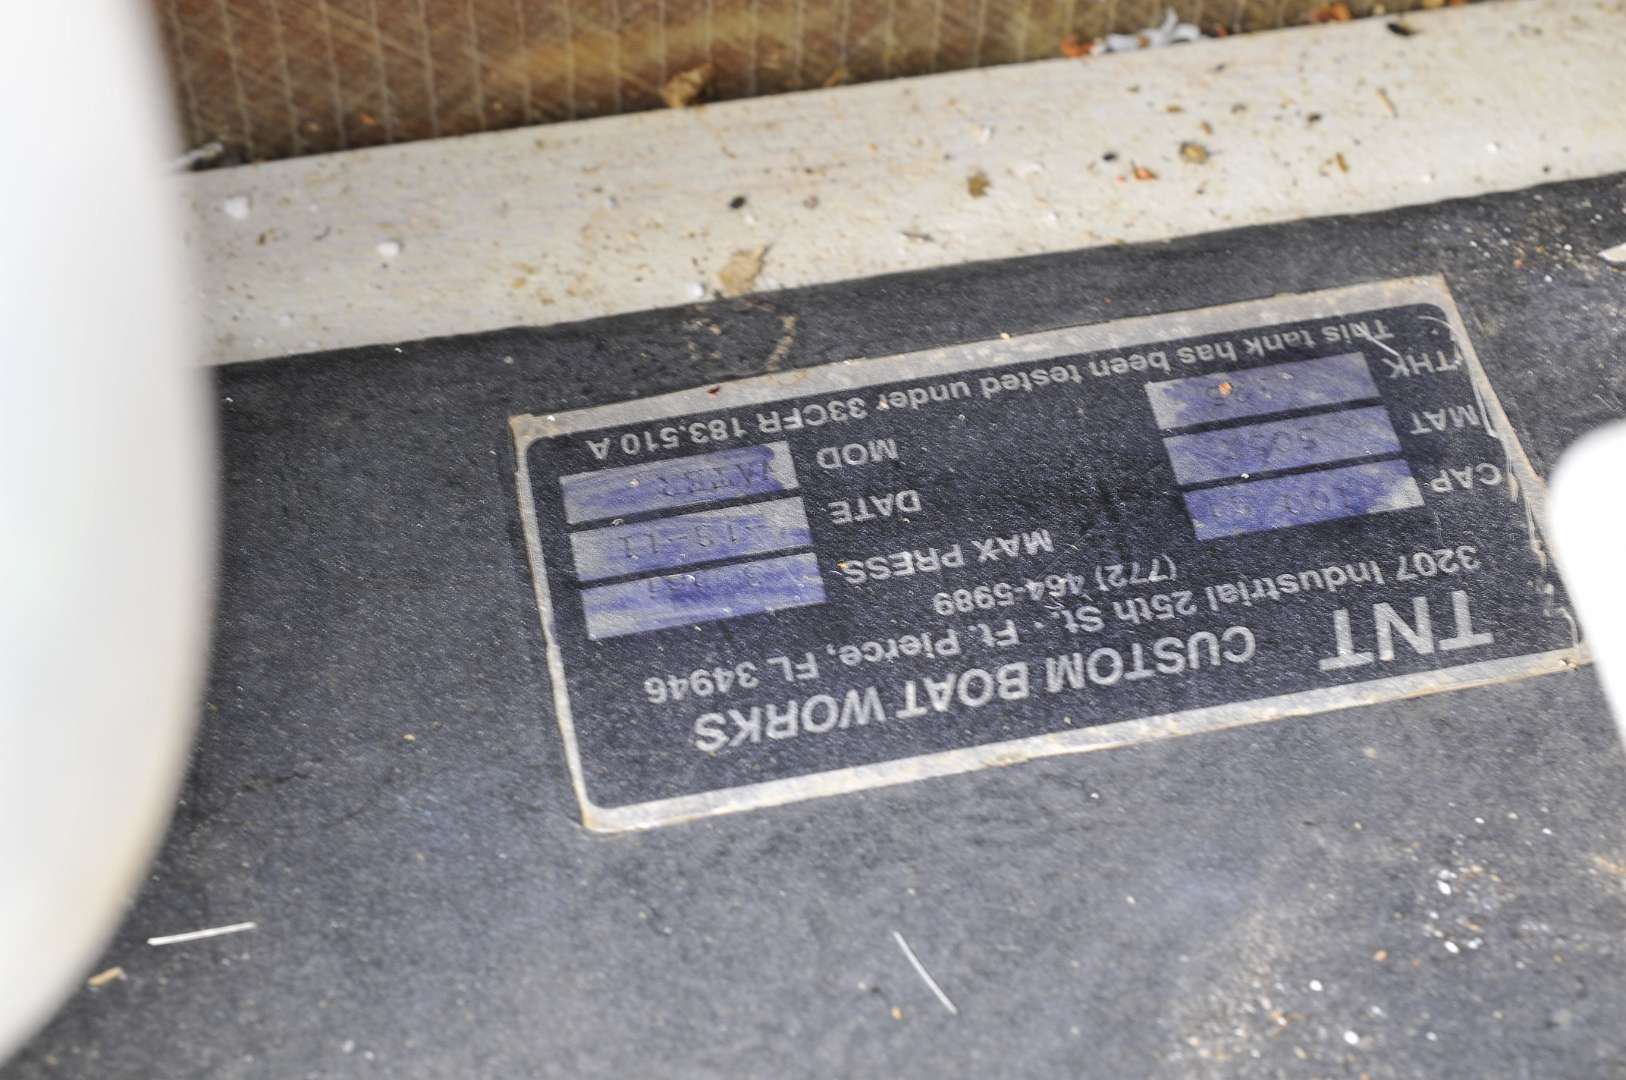 TNT CUSTOM BOAT WORKS
3207 Industrial 25th St. · Ft. Pierce, FL 34946
(772) 464-5989
CAP MAX PRESS
MAT DATE
THK MOD
This tank has been tested under 33CFR 183.510 A